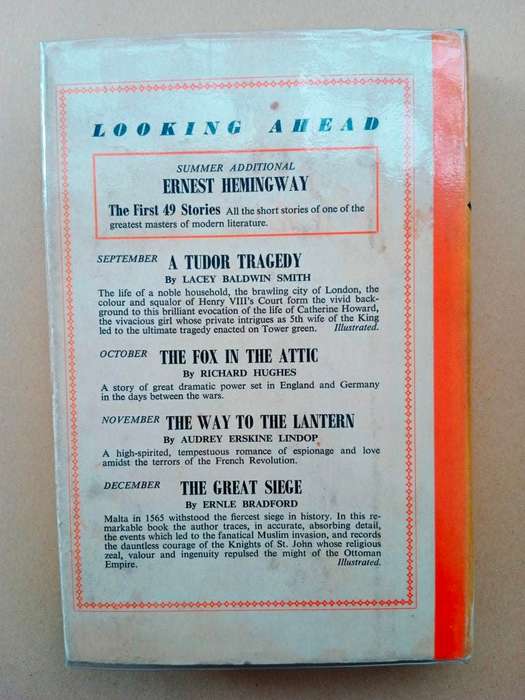 LOOKING AHEAD
SUMMER ADDITIONAL
ERNEST HEMINGWAY
The First 49 Stories All the short stories of one of the
greatest masters of modern literature.
SEPTEMBER A TUDOR TRAGEDY
By LACEY BALDWIN SMITH
The life of a noble household, the brawling city of London, the
colour and squalor of Henry VIII's Court form the vivid back-
ground to this brilliant evocation of the life of Catherine Howard,
the vivacious girl whose private intrigues as 5th wife of the King
led to the ultimate tragedy enacted on Tower green. Illustrated.
OCTOBER THE FOX IN THE ATTIC
By RICHARD HUGHES
A story of great dramatic power set in England and Germany
in the days between the wars.
NOVEMBER THE WAY TO THE LANTERN
By AUDREY ERSKINE LINDOP
A high-spirited, tempestuous romance of espionage and love
amidst the terrors of the French Revolution.
DECEMBER THE GREAT SIEGE
By ERNLE BRADFORD
Malta in 1565 withstood the fiercest siege in history. In this re-
markable book the author traces, in accurate, absorbing detail,
the events which led to the fanatical Muslim invasion, and records
the dauntless courage of the Knights of St. John whose religious
zeal, valour and ingenuity repulsed the might of the Ottoman
Empire. Illustrated.